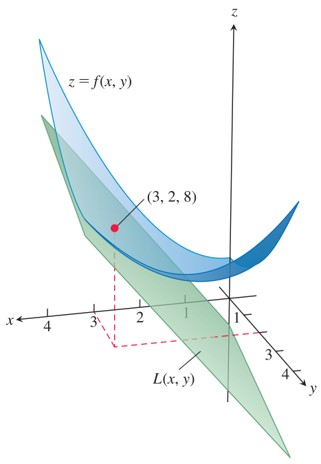 z
z = f(x, y)
(3, 2, 8)
x
4
3
2
1
1
3
4
y
L(x, y)